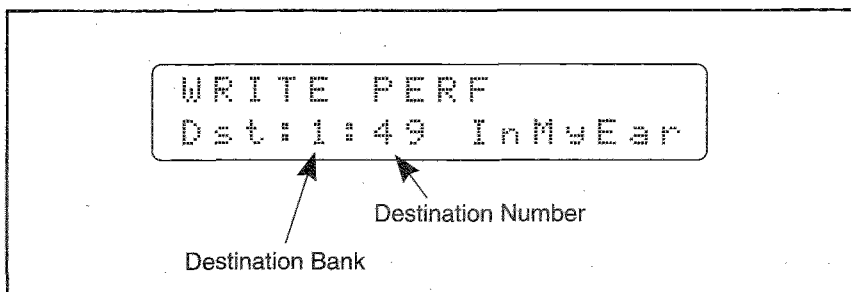 WRITE PERF
Dst:1:49 InMyEar
Destination Number
Destination Bank